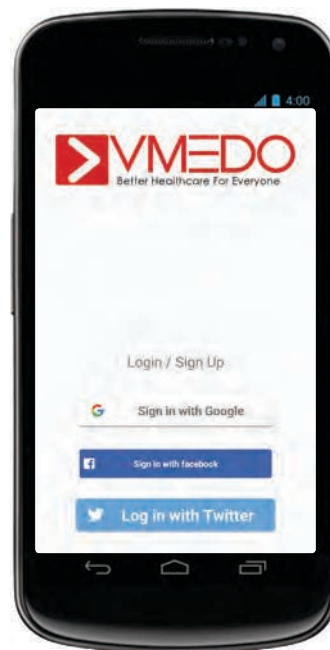 4:00
VMEDO
Better Healthcare For Everyone
Login / Sign Up
Sign in with Google
Sign in with facebook
Log in with Twitter